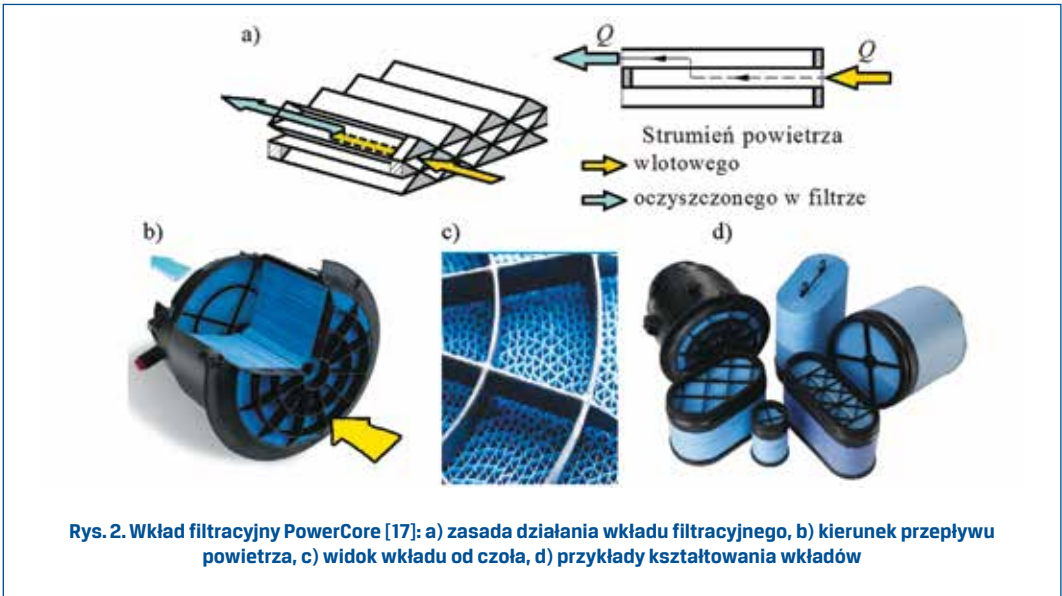 a)
Q
Q
Strumień powietrza
wlotowego
oczyszczonego w filtrze
b)
c)
d)
Rys. 2. Wkład filtracyjny PowerCore [17]: a) zasada działania wkładu filtracyjnego, b) kierunek przepływu
powietrza, c) widok wkładu od czoła, d) przykłady kształtowania wkładów